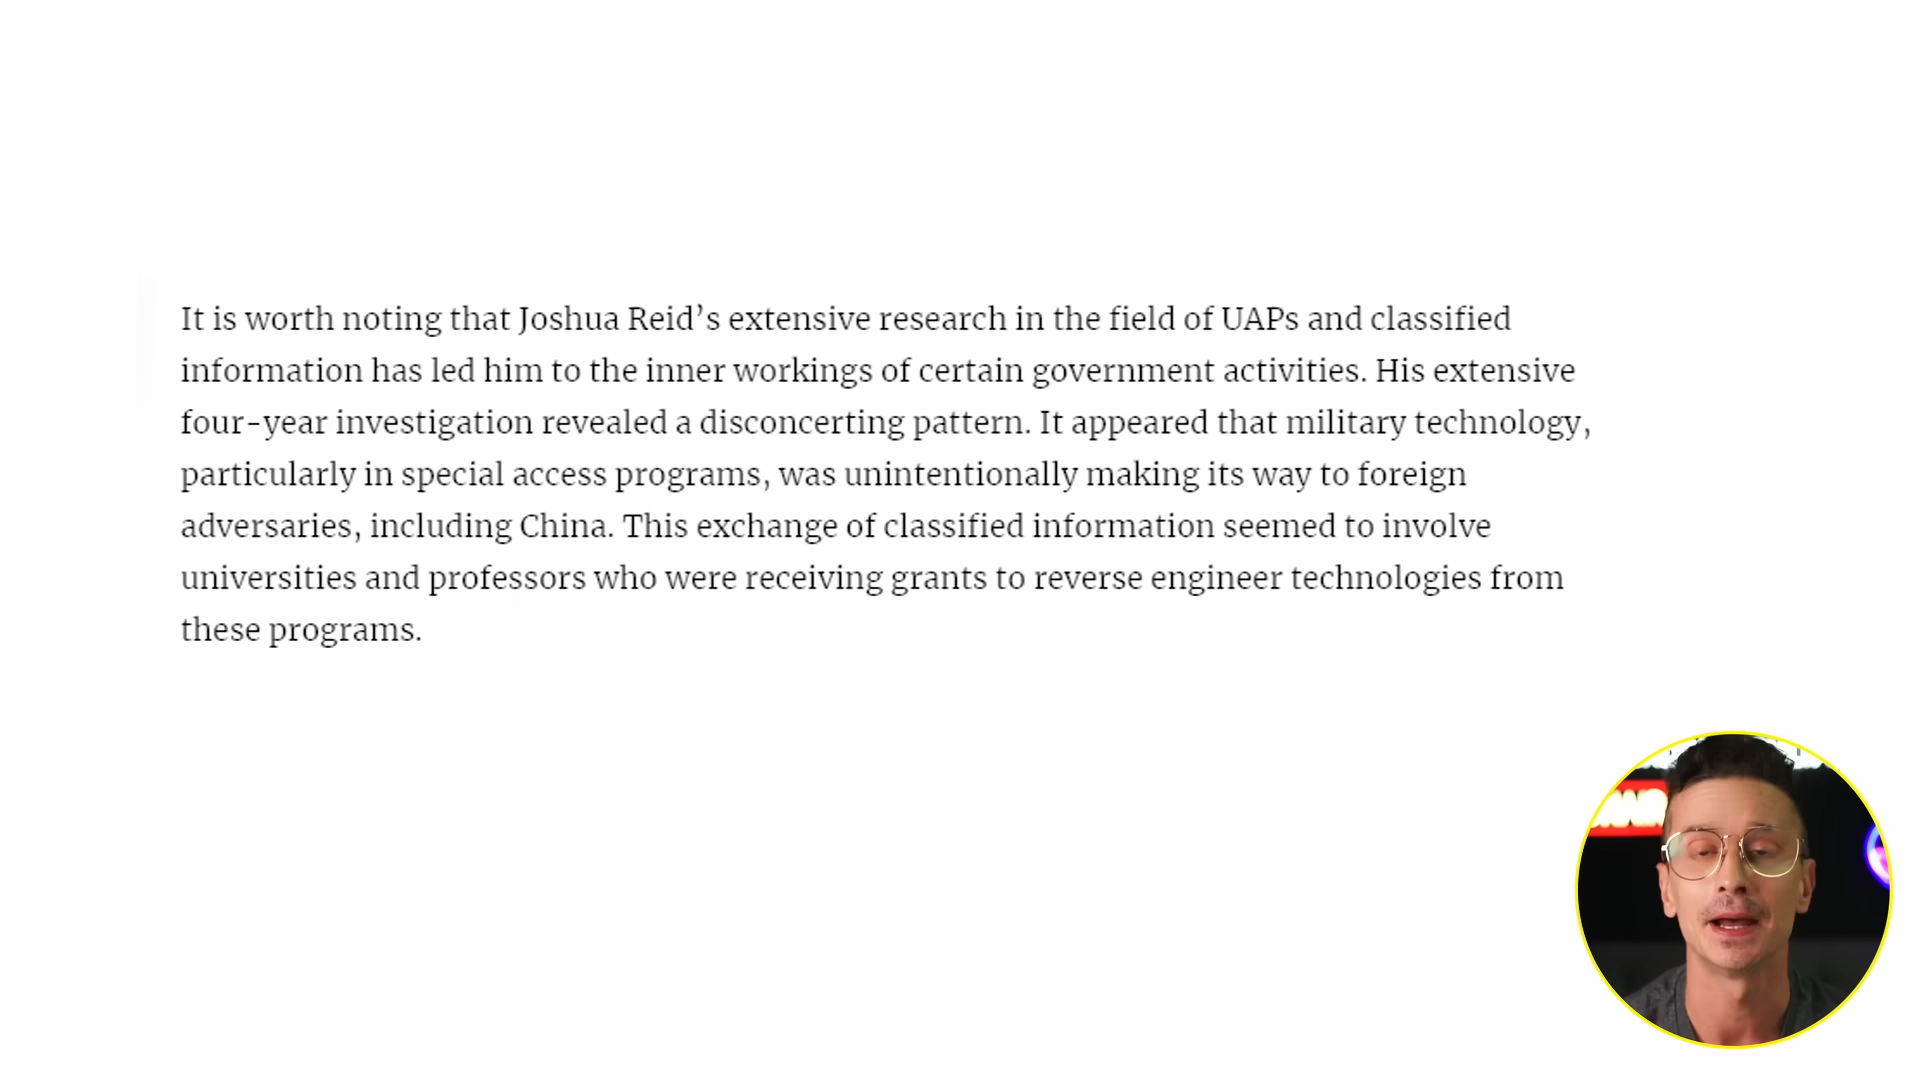 It is worth noting that Joshua Reid’s extensive research in the field of UAPs and classified
information has led him to the inner workings of certain government activities. His extensive
four-year investigation revealed a disconcerting pattern. It appeared that military technology,
particularly in special access programs, was unintentionally making its way to foreign
adversaries, including China. This exchange of classified information seemed to involve
universities and professors who were receiving grants to reverse engineer technologies from
these programs.